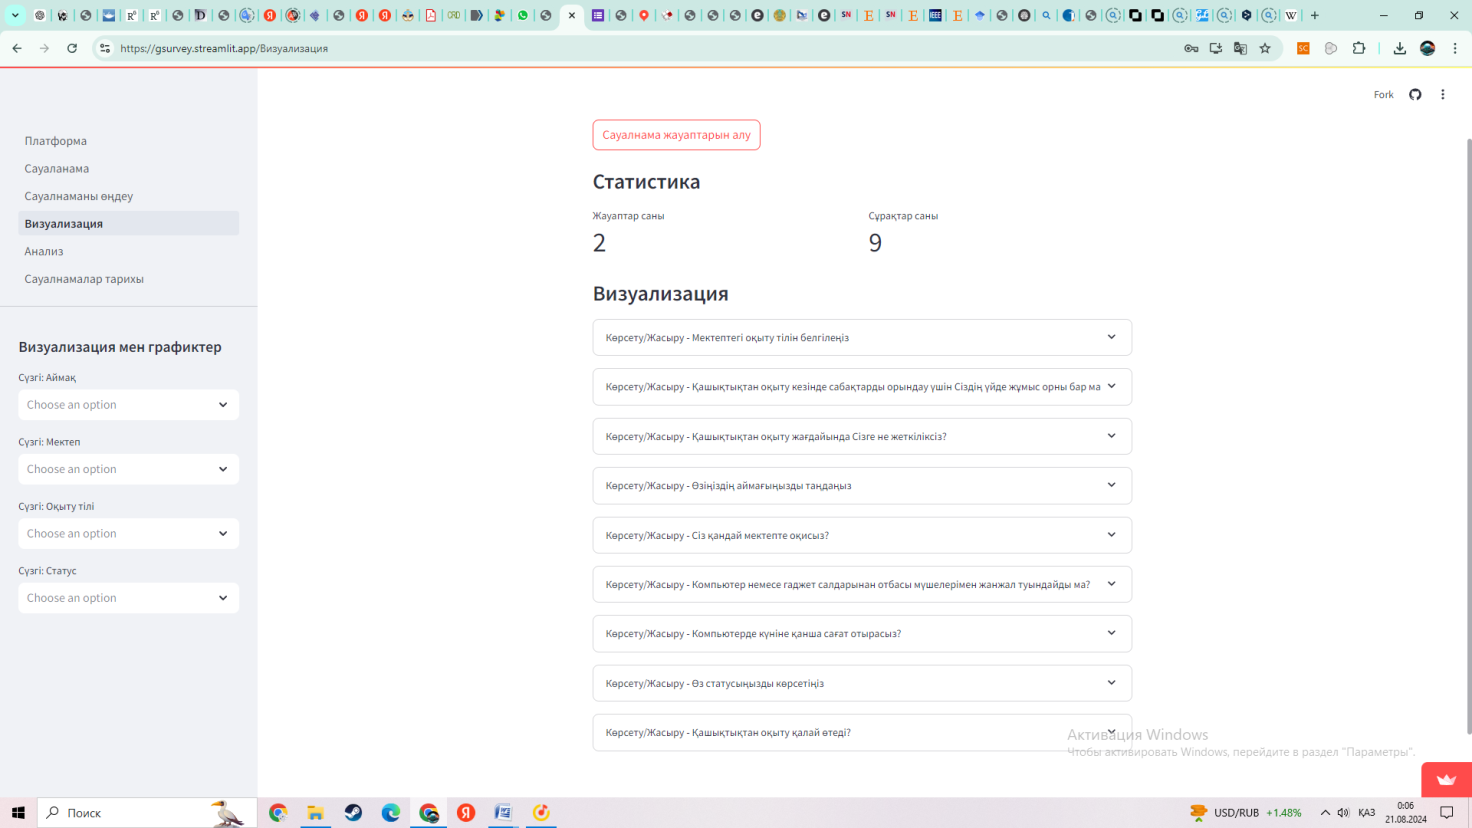 https://gsurvey.streamlit.app/Визуализация
Fork
Платформа
Сауаланама
Сауалнаманы өңдеу
Визуализация
Анализ
Сауалнамалар тарихы
Визуализация мен графиктер
Сүзгі: Аймақ
Choose an option
Сүзгі: Мектеп
Choose an option
Сүзгі: Оқыту тілі
Choose an option
Сүзгі: Статус
Choose an option
Сауалнама жауаптарын алу
Статистика
Жауаптар саны
2
Сұрақтар саны
9
Визуализация
Көрсету/Жасыру - Мектептегі оқыту тілін белгілеңіз
Көрсету/Жасыру - Қашықтықтан оқыту кезінде сабақтарды орындау үшін Сіздің үйде жұмыс орны бар ма
Көрсету/Жасыру - Қашықтықтан оқыту жағдайында Сізге не жеткіліксіз?
Көрсету/Жасыру - Өзіңіздің аймағыңызды таңдаңыз
Көрсету/Жасыру - Сіз қандай мектепте оқисыз?
Көрсету/Жасыру - Компьютер немесе гаджет салдарынан отбасы мүшелерімен жанжал туындайды ма?
Көрсету/Жасыру - Компьютерде күніне қанша сағат отырасыз?
Көрсету/Жасыру - Өз статусыңызды көрсетіңіз
Көрсету/Жасыру - Қашықтықтан оқыту қалай өтеді?
Активация Windows
Чтобы активировать Windows, перейдите в раздел "Параметры".
Поиск
USD/RUB +1.48%
ҚАЗ
0:06
21.08.2024